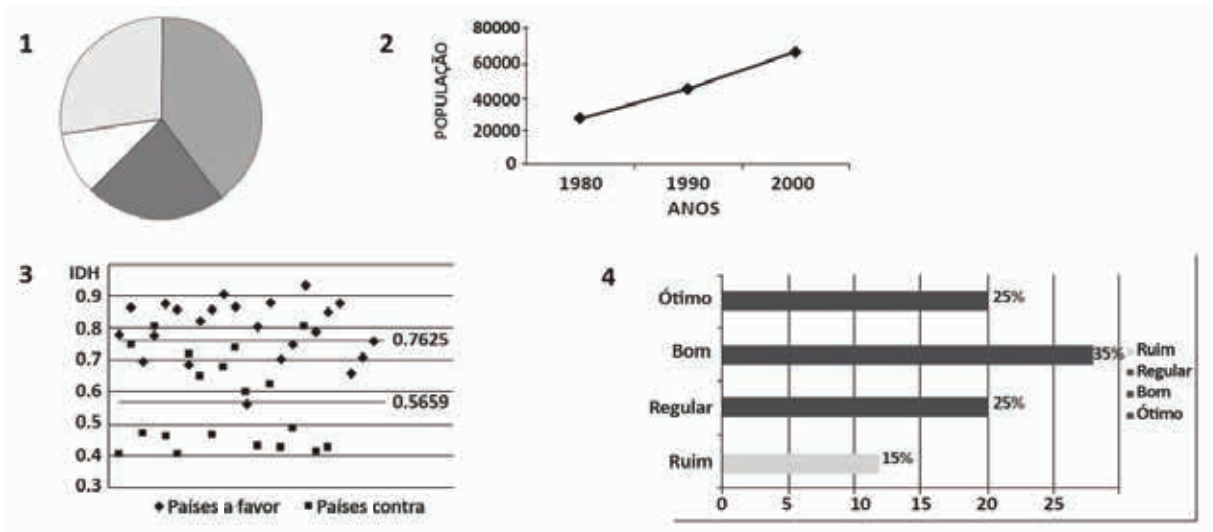 1
2
POPULAÇÃO
80000
60000
40000
20000
0
1980 1990 2000
ANOS
3
IDH
0.9
0.8
0.7
0.6
0.5
0.4
0.3
0.7625
0.5659
Países a favor Países contra
4
Ótimo 25%
Bom 35%
Regular 25%
Ruim 15%
0 5 10 15 20 25
Ruim
Regular
Bom
Ótimo